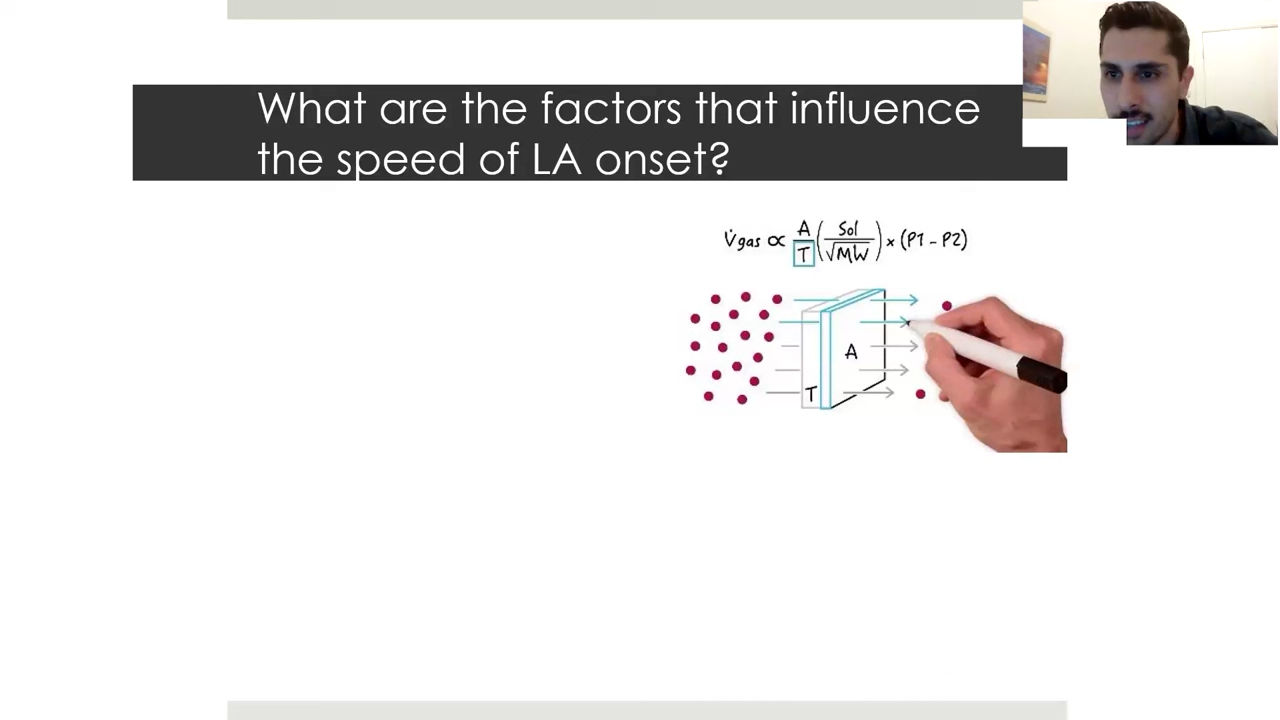 What are the factors that influence
the speed of LA onset?
V̇gas ∝ A/T (Sol/√MW) × (P1 − P2)
A
T